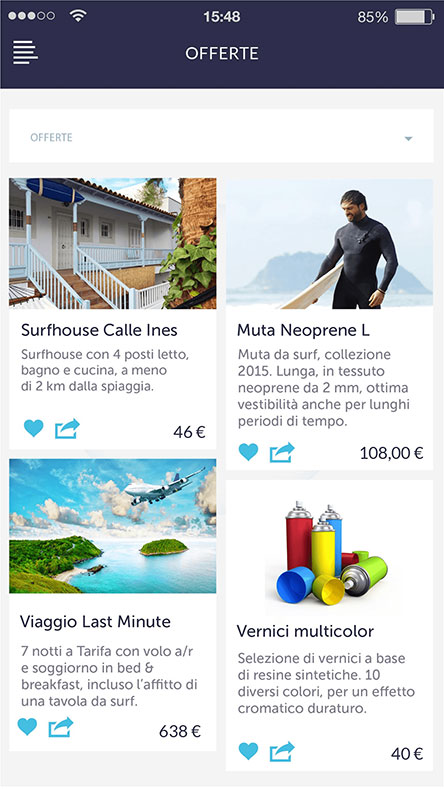 15:48
85%
OFFERTE
OFFERTE
Surfhouse Calle Ines
Surfhouse con 4 posti letto,
bagno e cucina, a meno
di 2 km dalla spiaggia.
46 €
Muta Neoprene L
Muta da surf, collezione
2015. Lunga, in tessuto
neoprene da 2 mm, ottima
vestibilità anche per lunghi
periodi di tempo.
108,00 €
Viaggio Last Minute
7 notti a Tarifa con volo a/r
e soggiorno in bed &
breakfast, incluso l'affitto di
una tavola da surf.
638 €
Vernici multicolor
Selezione di vernici a base
di resine sintetiche. 10
diversi colori, per un effetto
cromatico duraturo.
40 €